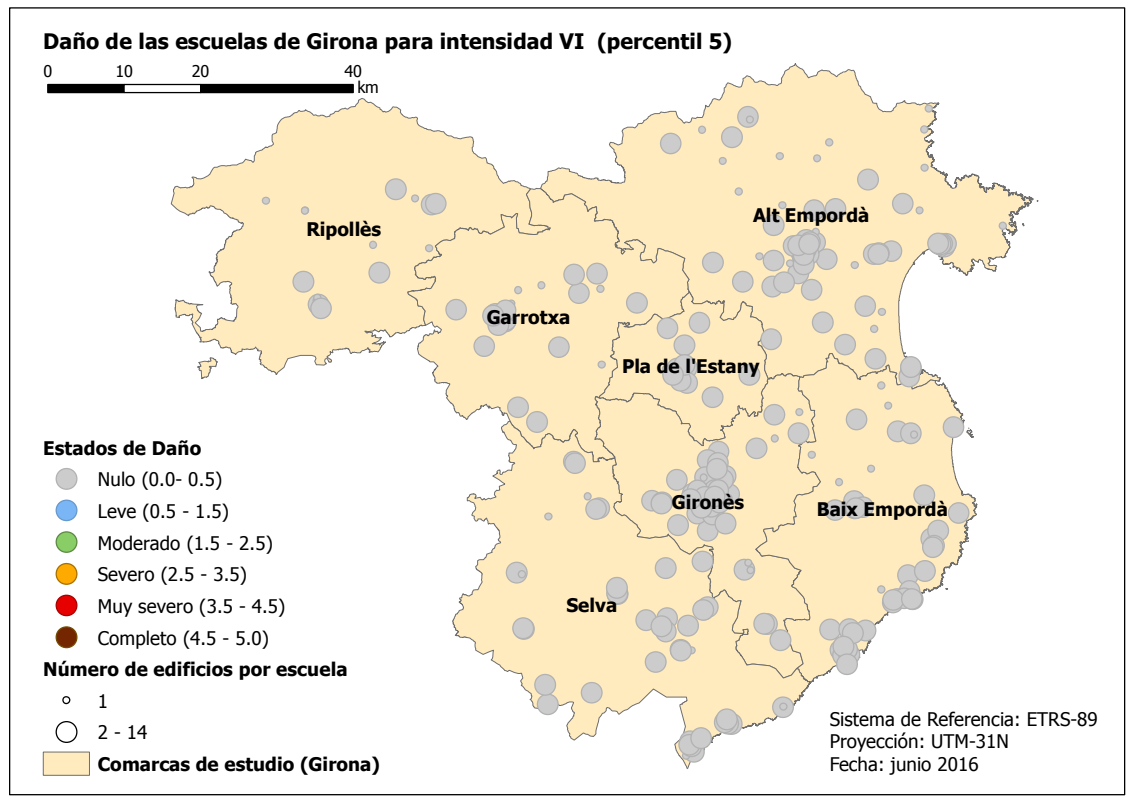 Daño de las escuelas de Girona para intensidad VI (percentil 5)
0 10 20 40
km
Alt Empordà
Ripollès
Garrotxa
Pla de l'Estany
Gironès
Baix Empordà
Selva
Estados de Daño
Nulo (0.0- 0.5)
Leve (0.5 - 1.5)
Moderado (1.5 - 2.5)
Severo (2.5 - 3.5)
Muy severo (3.5 - 4.5)
Completo (4.5 - 5.0)
Número de edificios por escuela
1
2 - 14
Comarcas de estudio (Girona)
Sistema de Referencia: ETRS-89
Proyección: UTM-31N
Fecha: junio 2016